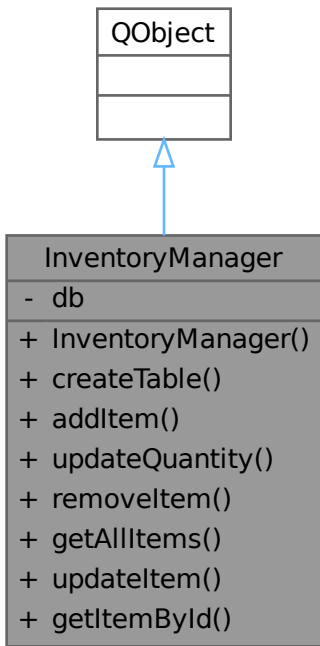 QObject
InventoryManager
- db
+ InventoryManager()
+ createTable()
+ addItem()
+ updateQuantity()
+ removeItem()
+ getAllItems()
+ updateItem()
+ getItemById()